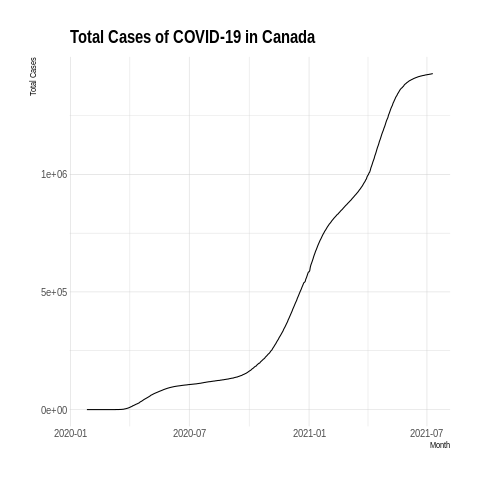 Total Cases of COVID-19 in Canada
Total Cases
1e+06
5e+05
0e+00
2020-01 2020-07 2021-01 2021-07
Month